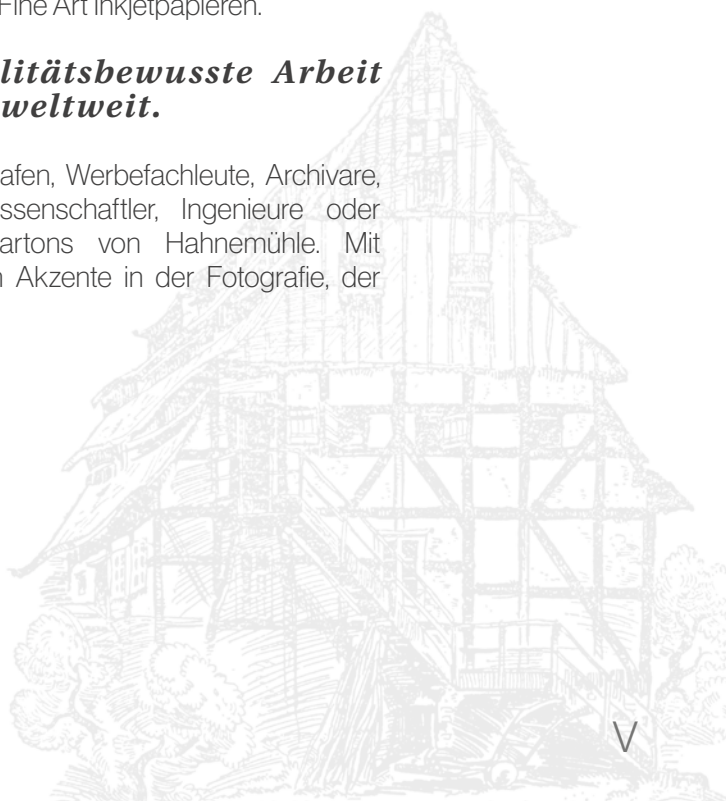 Fine Art Inkjetpapieren.
litätsbewusste Arbeit
weltweit.
afen, Werbefachleute, Archivare,
ssenschaftler, Ingenieure oder
artons von Hahnemühle. Mit
n Akzente in der Fotografie, der
V